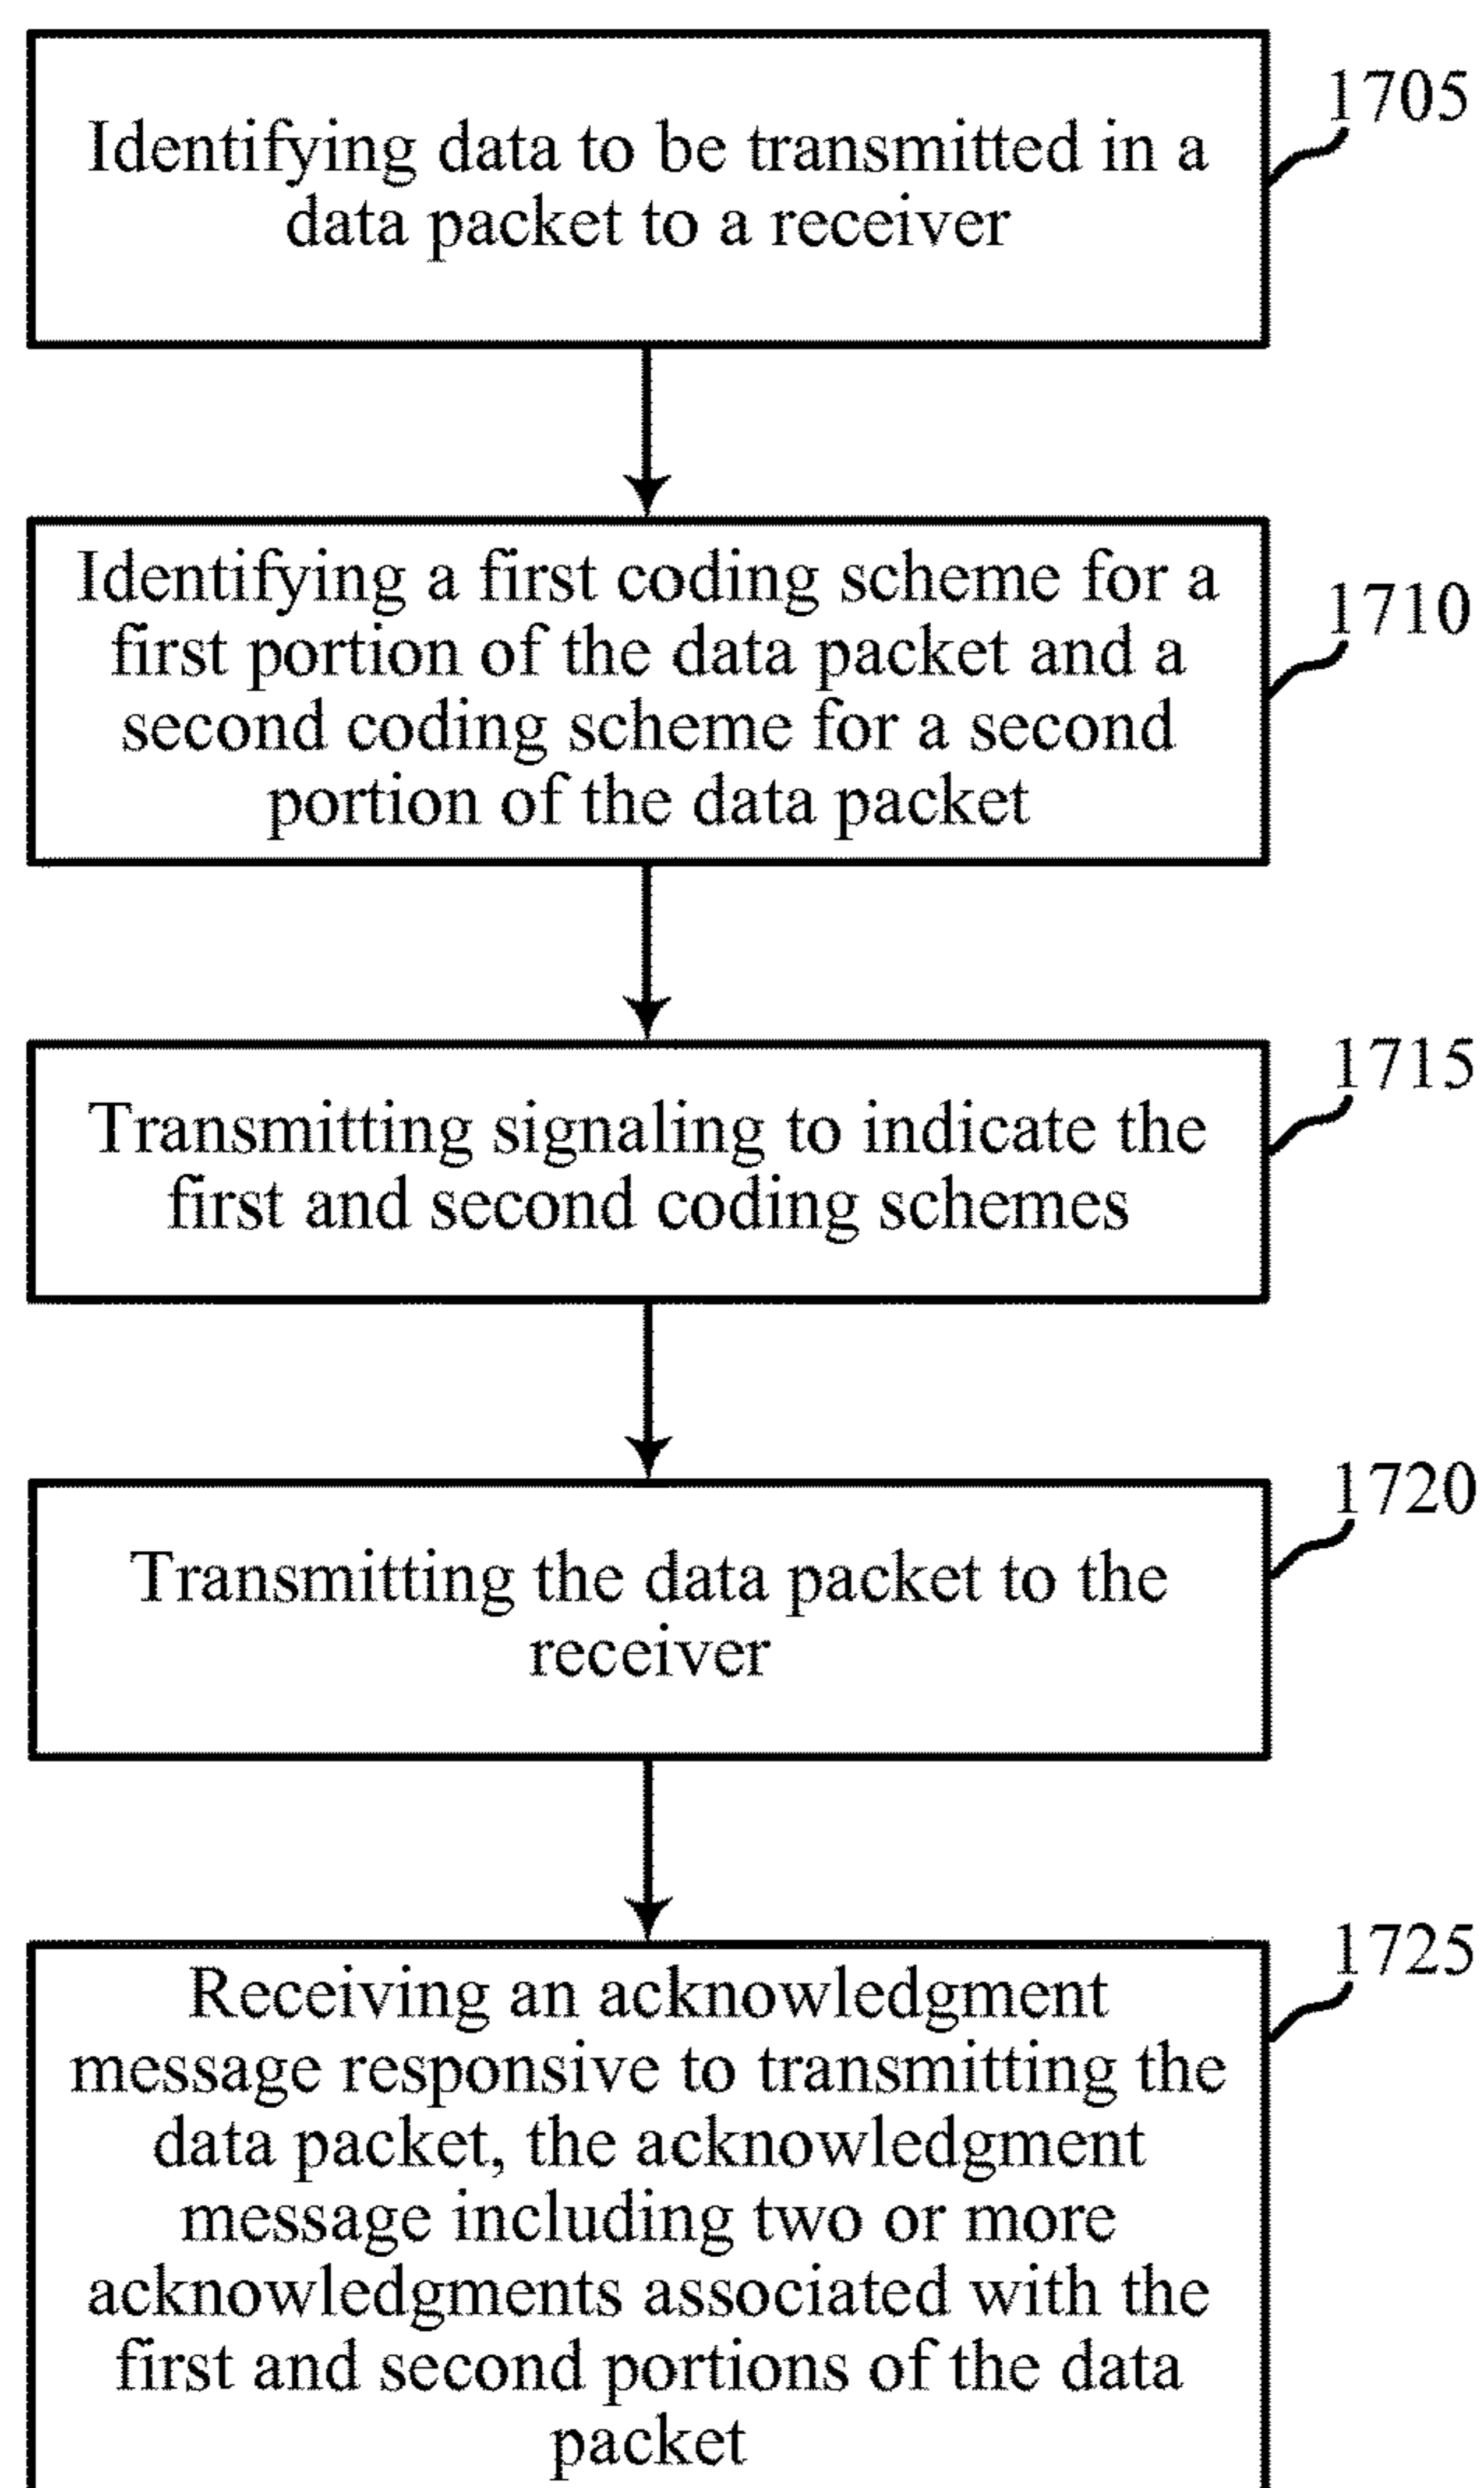 1705
Identifying data to be transmitted in a
data packet to a receiver
1710
Identifying a first coding scheme for a
first portion of the data packet and a
second coding scheme for a second
portion of the data packet
1715
Transmitting signaling to indicate the
first and second coding schemes
1720
Transmitting the data packet to the
receiver
1725
Receiving an acknowledgment
message responsive to transmitting the
data packet, the acknowledgment
message including two or more
acknowledgments associated with the
first and second portions of the data
packet